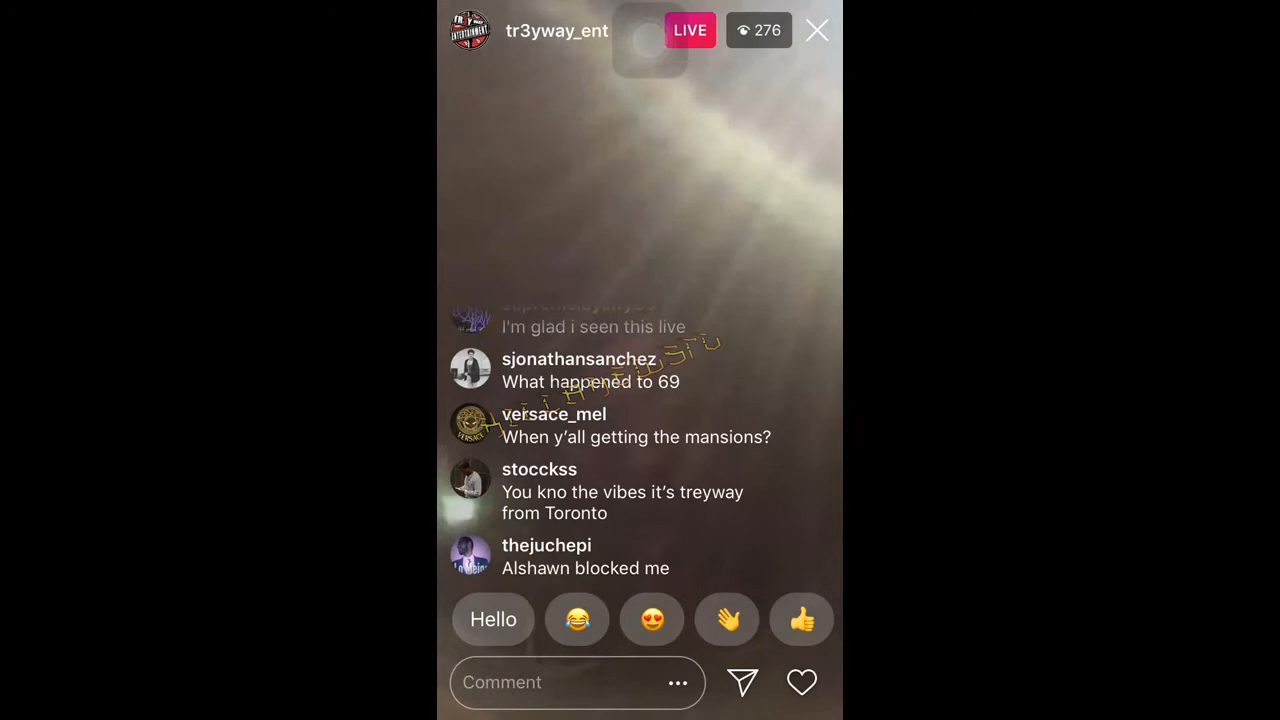 tr3yway_ent
LIVE
276
I'm glad i seen this live
sjonathansanchez
What happened to 69
versace_mel
When y’all getting the mansions?
stocckss
You kno the vibes it’s treyway
from Toronto
thejuchepi
Alshawn blocked me
Hello
Comment